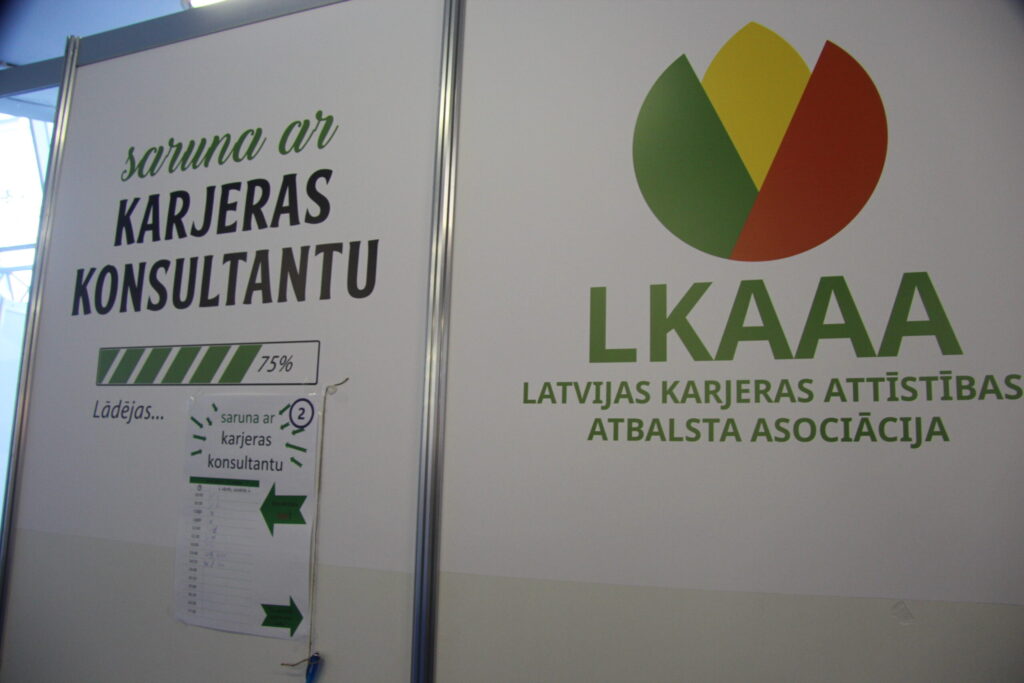 saruna ar
KARJERAS
KONSULTANTU
75%
Lādējas...
2
saruna ar
karjeras
konsultantu
LKAAA
LATVIJAS KARJERAS ATTĪSTĪBAS
ATBALSTA ASOCIĀCIJA